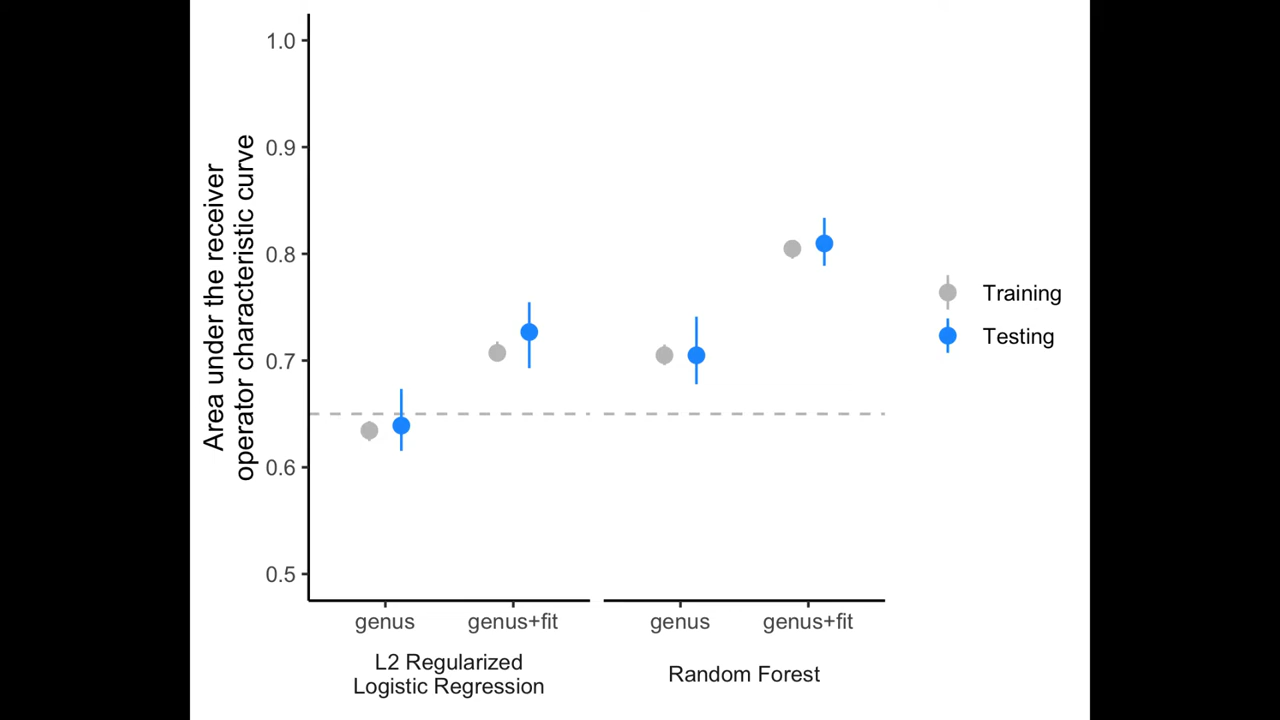 Area under the receiver
operator characteristic curve
1.0
0.9
0.8
0.7
0.6
0.5
genus
genus+fit
genus
genus+fit
L2 Regularized
Logistic Regression
Random Forest
Training
Testing